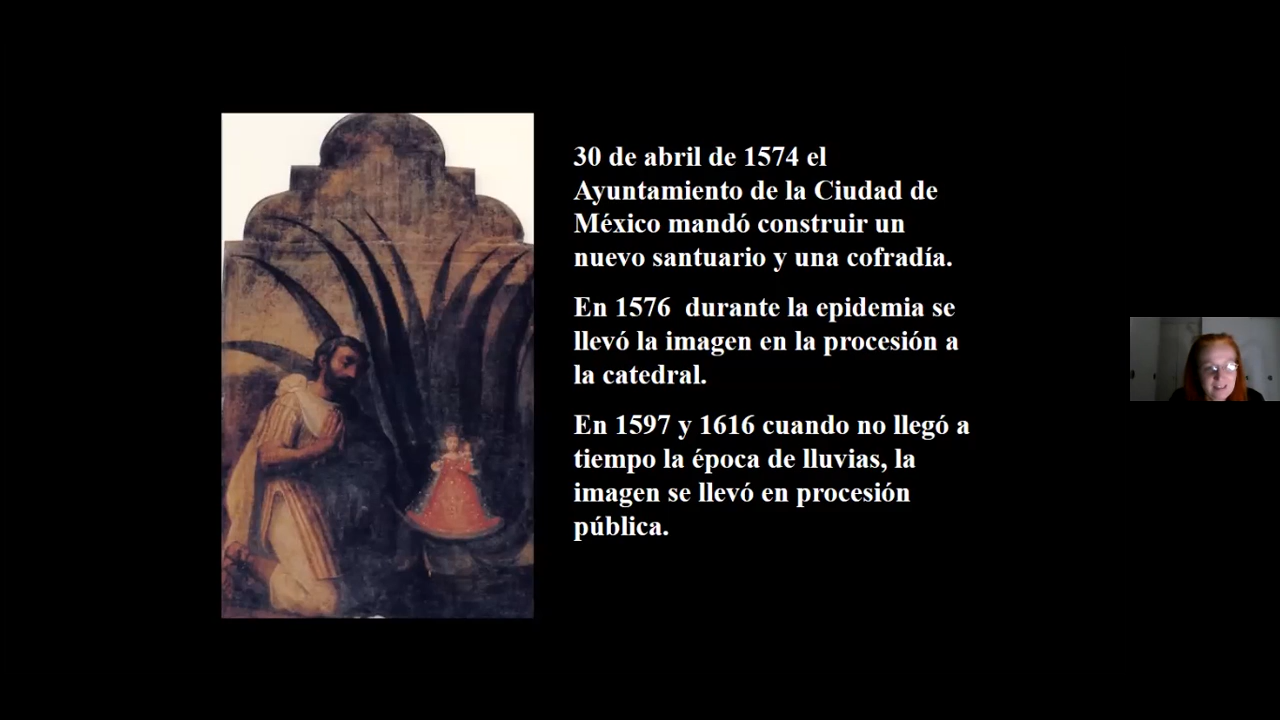 30 de abril de 1574 el
Ayuntamiento de la Ciudad de
México mandó construir un
nuevo santuario y una cofradía.
En 1576  durante la epidemia se
llevó la imagen en la procesión a
la catedral.
En 1597 y 1616 cuando no llegó a
tiempo la época de lluvias, la
imagen se llevó en procesión
pública.